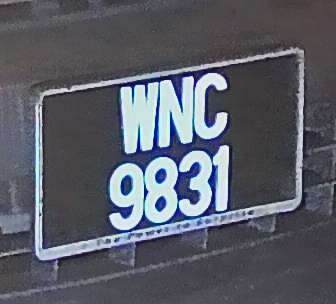 WNC
9831
The Power to Surprise